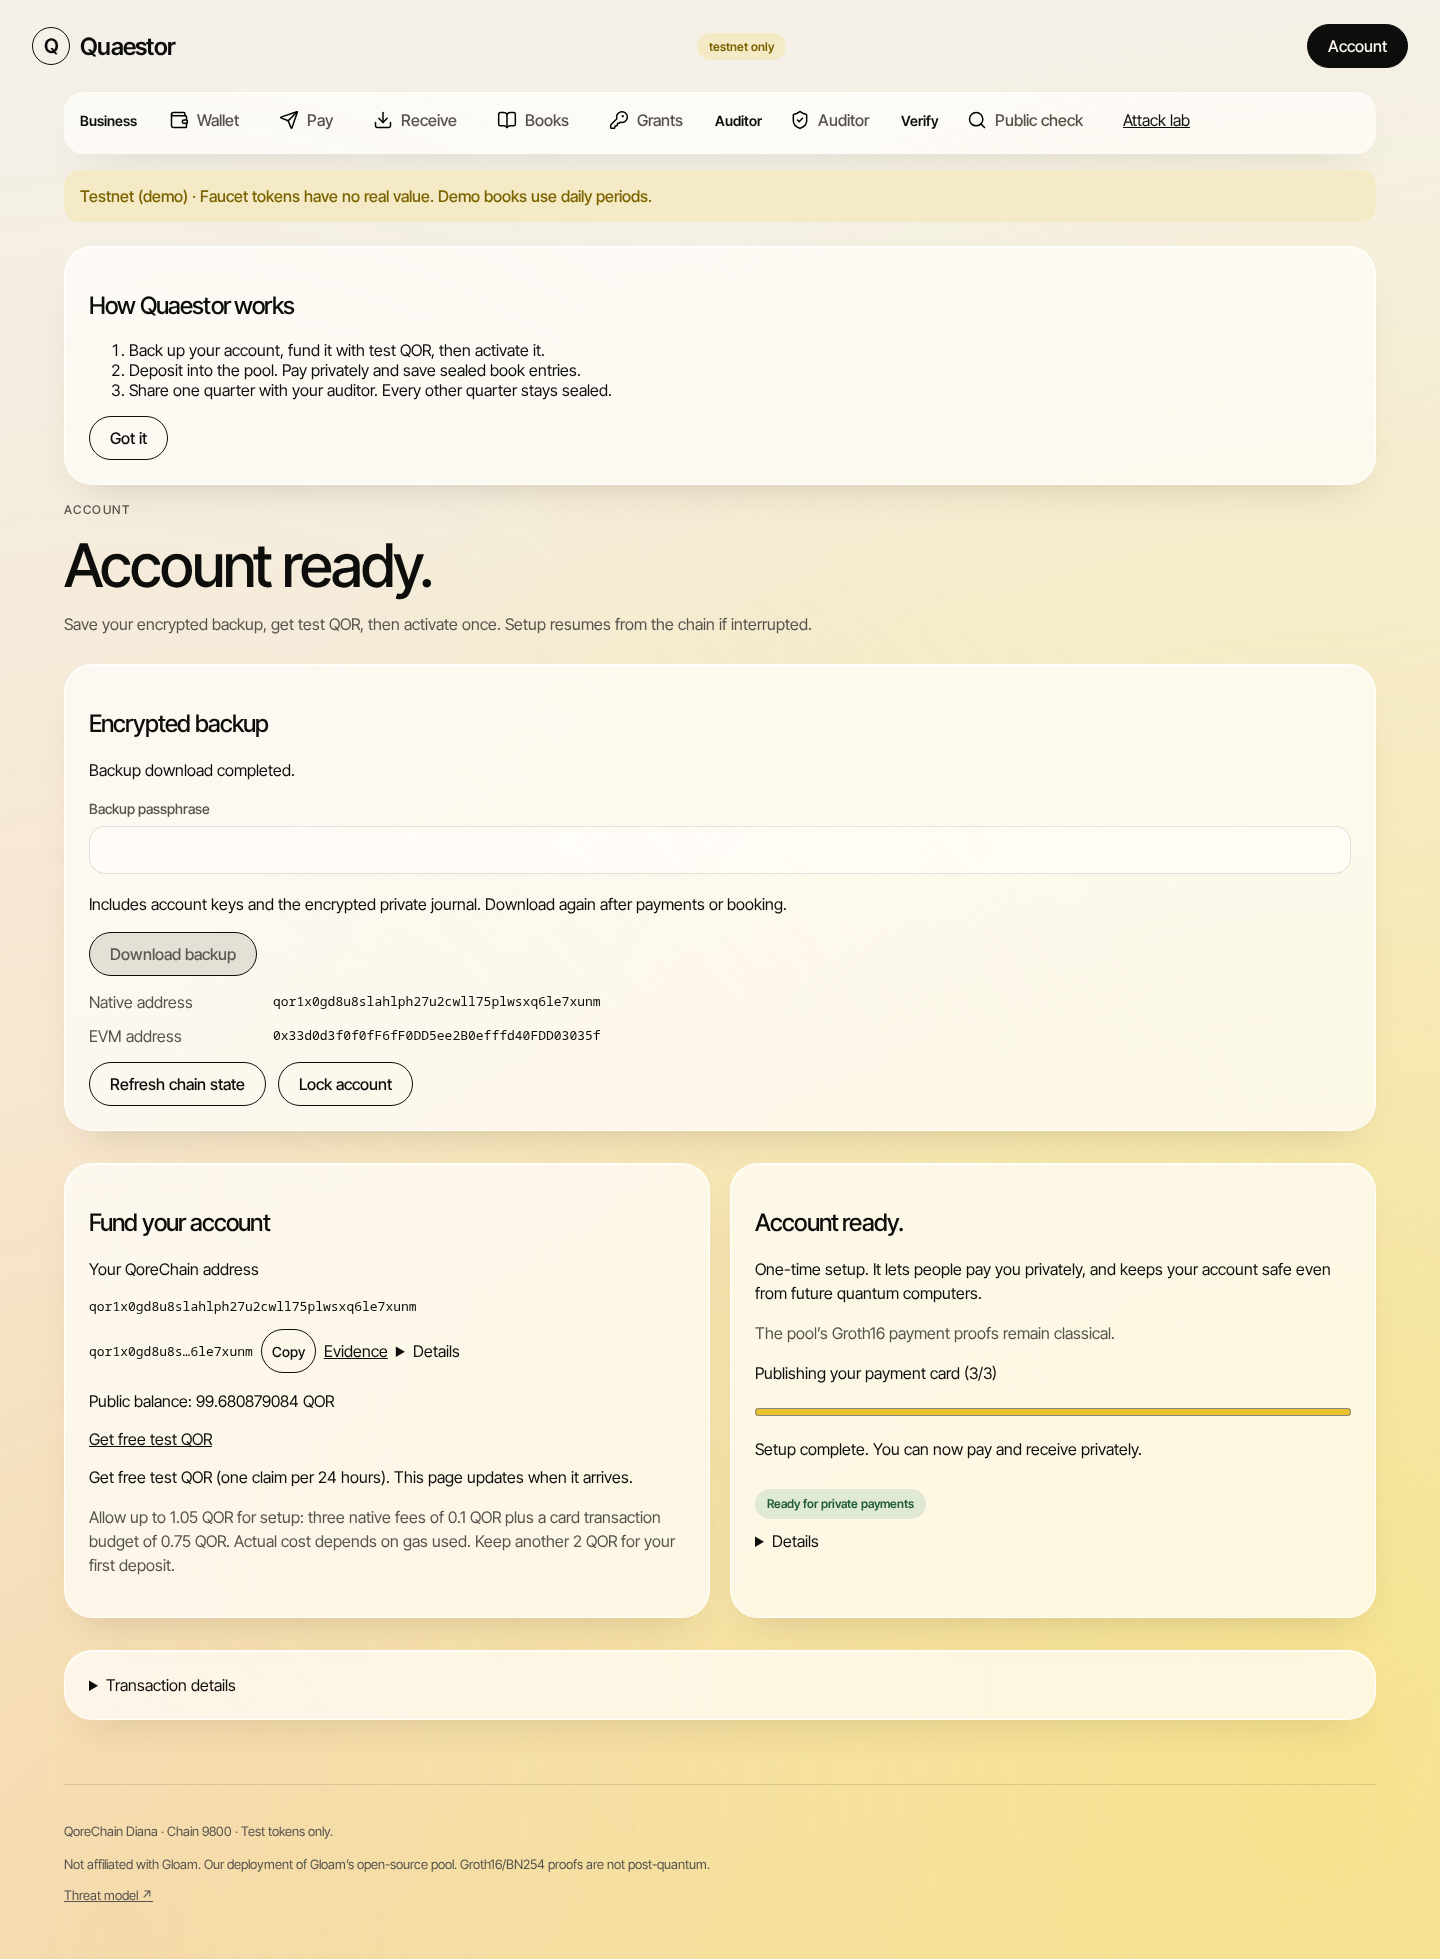 Q Quaestor
testnet only
Account
Business Wallet Pay Receive Books Grants Auditor Auditor Verify Public check Attack lab
Testnet (demo) · Faucet tokens have no real value. Demo books use daily periods.
How Quaestor works
1. Back up your account, fund it with test QOR, then activate it.
2. Deposit into the pool. Pay privately and save sealed book entries.
3. Share one quarter with your auditor. Every other quarter stays sealed.
Got it
ACCOUNT
Account ready.
Save your encrypted backup, get test QOR, then activate once. Setup resumes from the chain if interrupted.
Encrypted backup
Backup download completed.
Backup passphrase
Includes account keys and the encrypted private journal. Download again after payments or booking.
Download backup
Native address qor1x0gd8u8slahlph27u2cwll75plwsxq6le7xunm
EVM address 0x33d0d3f0f0fF6fF0DD5ee2B0efffd40FDD03035f
Refresh chain state Lock account
Fund your account
Your QoreChain address
qor1x0gd8u8slahlph27u2cwll75plwsxq6le7xunm
qor1x0gd8u8s…6le7xunm Copy Evidence Details
Public balance: 99.680879084 QOR
Get free test QOR
Get free test QOR (one claim per 24 hours). This page updates when it arrives.
Allow up to 1.05 QOR for setup: three native fees of 0.1 QOR plus a card transaction
budget of 0.75 QOR. Actual cost depends on gas used. Keep another 2 QOR for your
first deposit.
Account ready.
One-time setup. It lets people pay you privately, and keeps your account safe even
from future quantum computers.
The pool’s Groth16 payment proofs remain classical.
Publishing your payment card (3/3)
Setup complete. You can now pay and receive privately.
Ready for private payments
Details
Transaction details
QoreChain Diana · Chain 9800 · Test tokens only.
Not affiliated with Gloam. Our deployment of Gloam’s open-source pool. Groth16/BN254 proofs are not post-quantum.
Threat model ↗